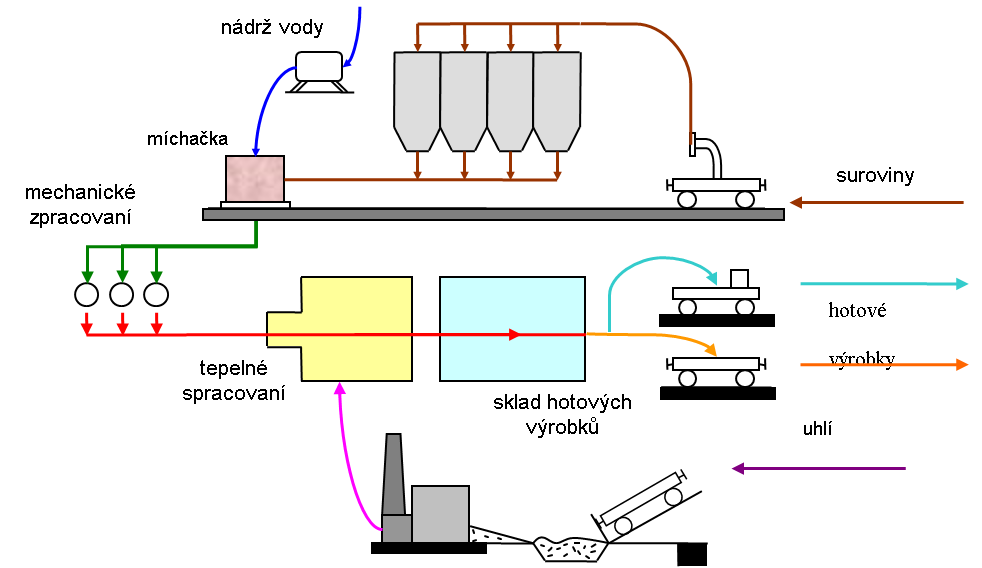 nádrž vody
míchačka
suroviny
mechanické
zpracovaní
hotové
výrobky
tepelné
spracovaní
sklad hotových
výrobků
uhlí